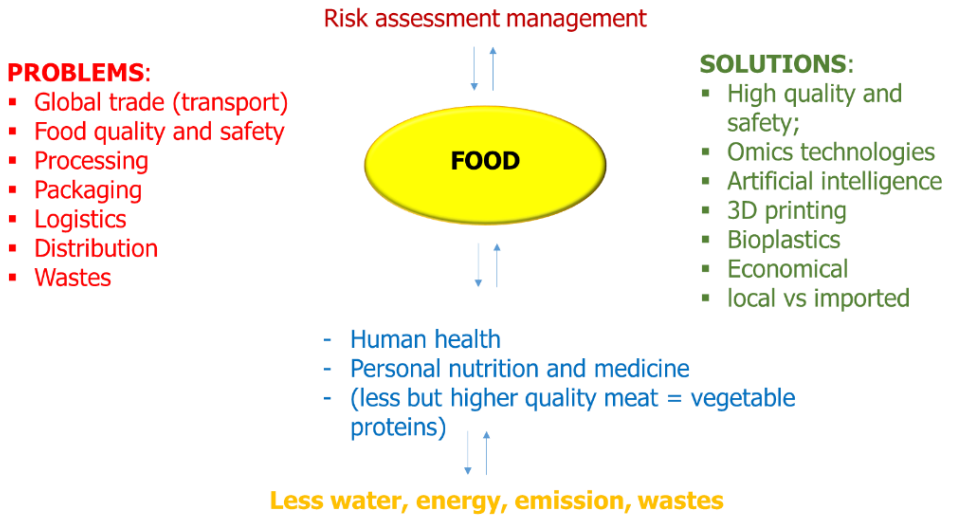 Risk assessment management
PROBLEMS:
▪ Global trade (transport)
▪ Food quality and safety
▪ Processing
▪ Packaging
▪ Logistics
▪ Distribution
▪ Wastes
FOOD
SOLUTIONS:
▪ High quality and
safety;
▪ Omics technologies
▪ Artificial intelligence
▪ 3D printing
▪ Bioplastics
▪ Economical
▪ local vs imported
- Human health
- Personal nutrition and medicine
- (less but higher quality meat = vegetable
proteins)
Less water, energy, emission, wastes